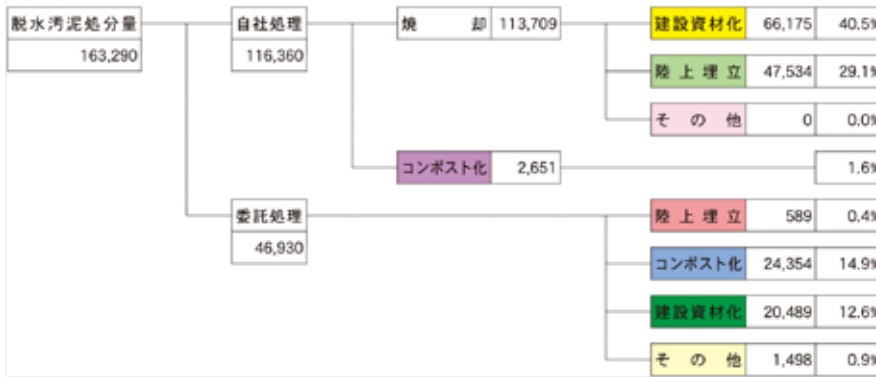 脱水汚泥処分量 自社処理 焼却 113,709 建設資材化 66,175 40.5%
163,290 116,360
陸上埋立 47,534 29.1%
その他 0 0.0%
コンポスト化 2,651 1.6%
委託処理 陸上埋立 589 0.4%
46,930
コンポスト化 24,354 14.9%
建設資材化 20,489 12.6%
その他 1,498 0.9%